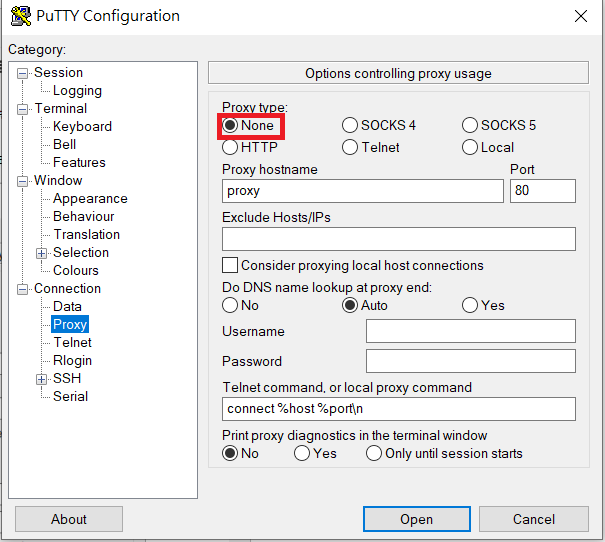 PuTTY Configuration
Category:
Session
Logging
Terminal
Keyboard
Bell
Features
Window
Appearance
Behaviour
Translation
Selection
Colours
Connection
Data
Proxy
Telnet
Rlogin
SSH
Serial
Options controlling proxy usage
Proxy type:
None SOCKS 4 SOCKS 5
HTTP Telnet Local
Proxy hostname Port
proxy 80
Exclude Hosts/IPs
Consider proxying local host connections
Do DNS name lookup at proxy end:
No Auto Yes
Username
Password
Telnet command, or local proxy command
connect %host %port\n
Print proxy diagnostics in the terminal window
No Yes Only until session starts
About Open Cancel